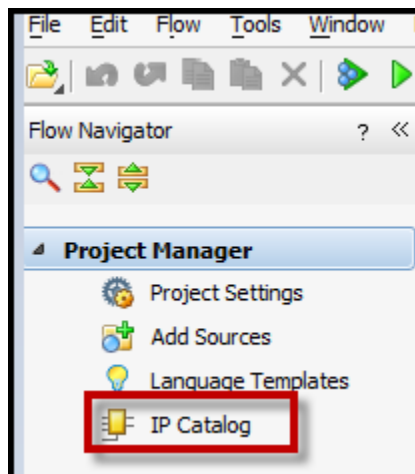 File Edit Flow Tools Window
Flow Navigator ? «
Project Manager
Project Settings
Add Sources
Language Templates
IP Catalog